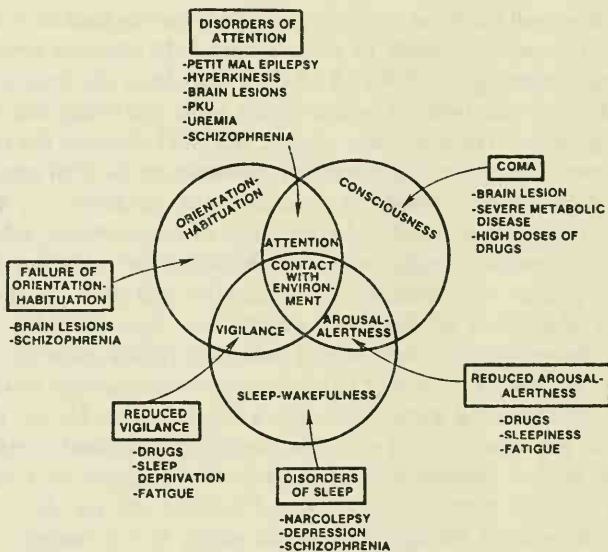 DISORDERS OF
ATTENTION
-PETIT MAL EPILEPSY
-HYPERKINESIS
-BRAIN LESIONS
-PKU
-UREMIA
-SCHIZOPHRENIA
ORIENTATION-
HABITUATION
CONSCIOUSNESS
COMA
-BRAIN LESION
-SEVERE METABOLIC
DISEASE
-HIGH DOSES OF
DRUGS
ATTENTION
CONTACT
WITH
ENVIRON-
MENT
FAILURE OF
ORIENTATION-
HABITUATION
-BRAIN LESIONS
-SCHIZOPHRENIA
VIGILANCE
AROUSAL-
ALERTNESS
SLEEP-WAKEFULNESS
REDUCED
VIGILANCE
-DRUGS
-SLEEP
DEPRIVATION
-FATIGUE
REDUCED AROUSAL-
ALERTNESS
-DRUGS
-SLEEPINESS
-FATIGUE
DISORDERS
OF SLEEP
-NARCOLEPSY
-DEPRESSION
-SCHIZOPHRENIA